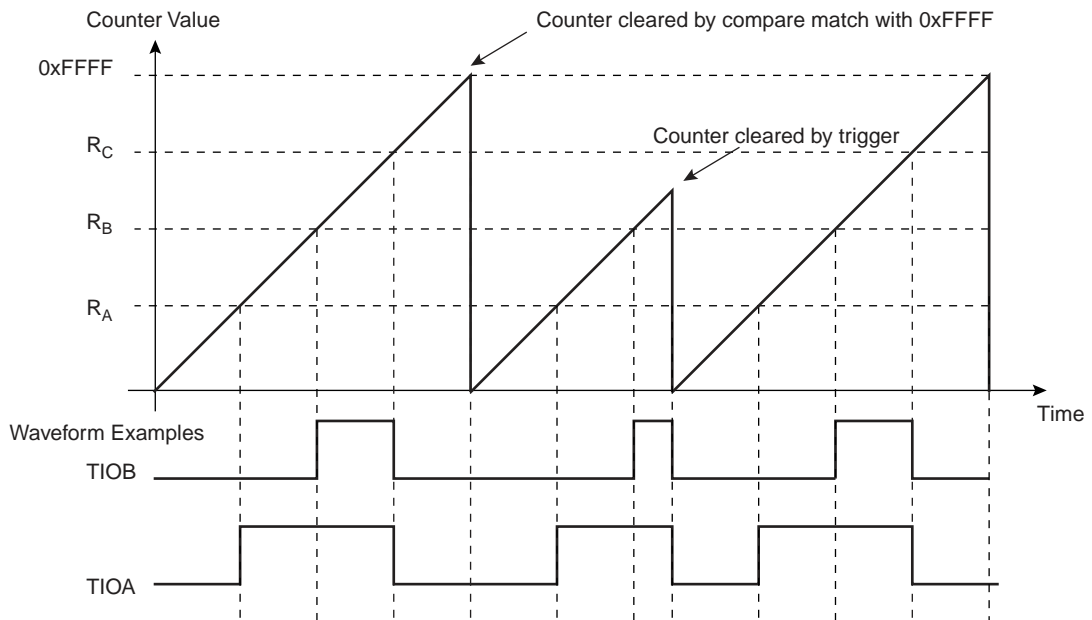 Counter Value
Counter cleared by compare match with 0xFFFF
0xFFFF
RC
Counter cleared by trigger
RB
RA
Time
Waveform Examples
TIOB
TIOA